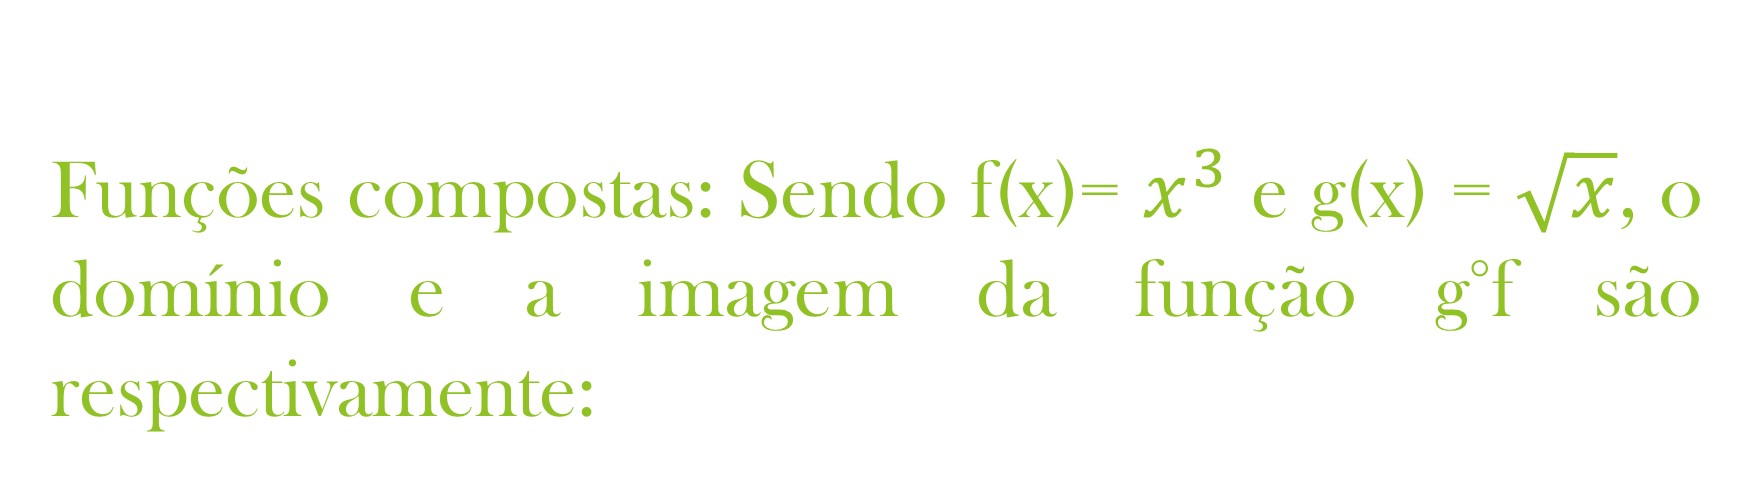 Funções compostas: Sendo f(x)= x³ e g(x) = √x, o
domínio e a imagem da função g°f são
respectivamente: